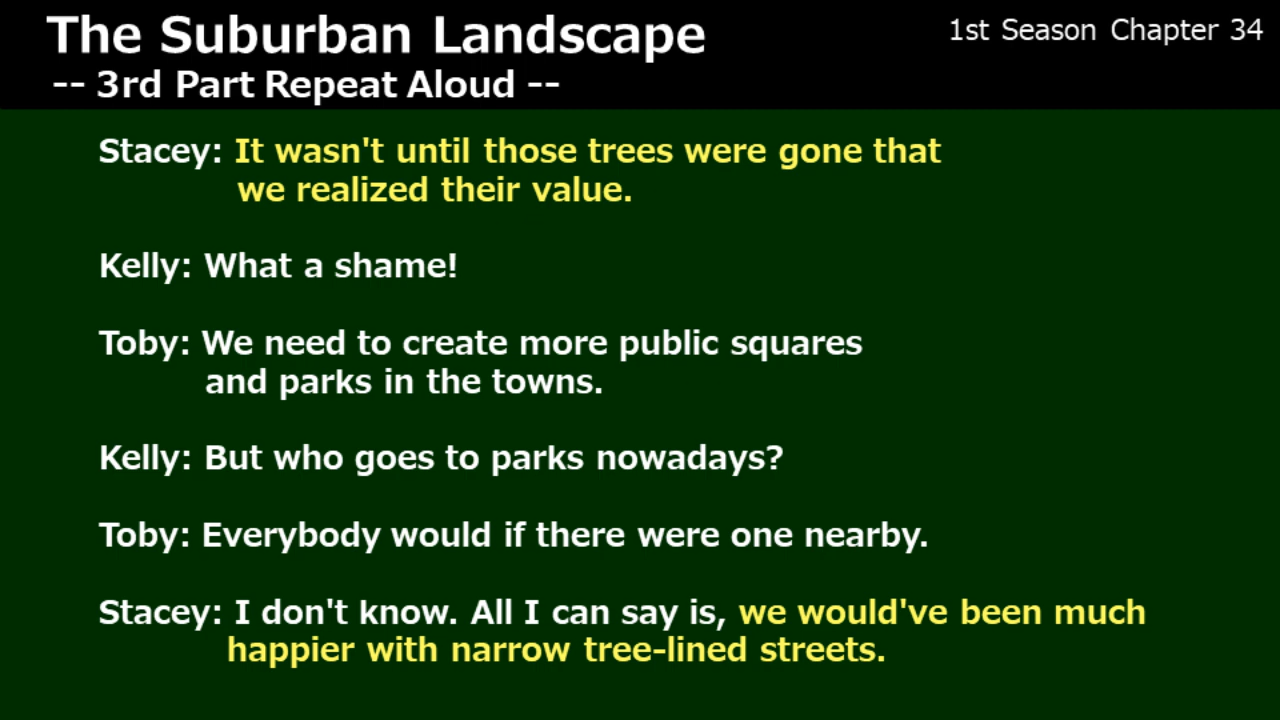 The Suburban Landscape
1st Season Chapter 34
-- 3rd Part Repeat Aloud --
Stacey: It wasn't until those trees were gone that
we realized their value.
Kelly: What a shame!
Toby: We need to create more public squares
and parks in the towns.
Kelly: But who goes to parks nowadays?
Toby: Everybody would if there were one nearby.
Stacey: I don't know. All I can say is, we would've been much
happier with narrow tree-lined streets.